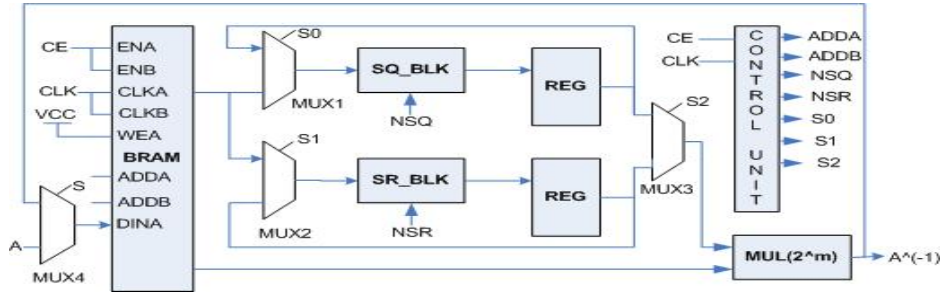 CE
ENA
ENB
CLK
CLKA
CLKB
VCC
WEA
BRAM
ADDA
ADDB
DINA
S
A
MUX4
S0
MUX1
SQ_BLK
NSQ
REG
S1
MUX2
SR_BLK
NSR
REG
S2
MUX3
MUL(2^m)
A^(-1)
CE
CLK
CONTROL UNIT
ADDA
ADDB
NSQ
NSR
S0
S1
S2